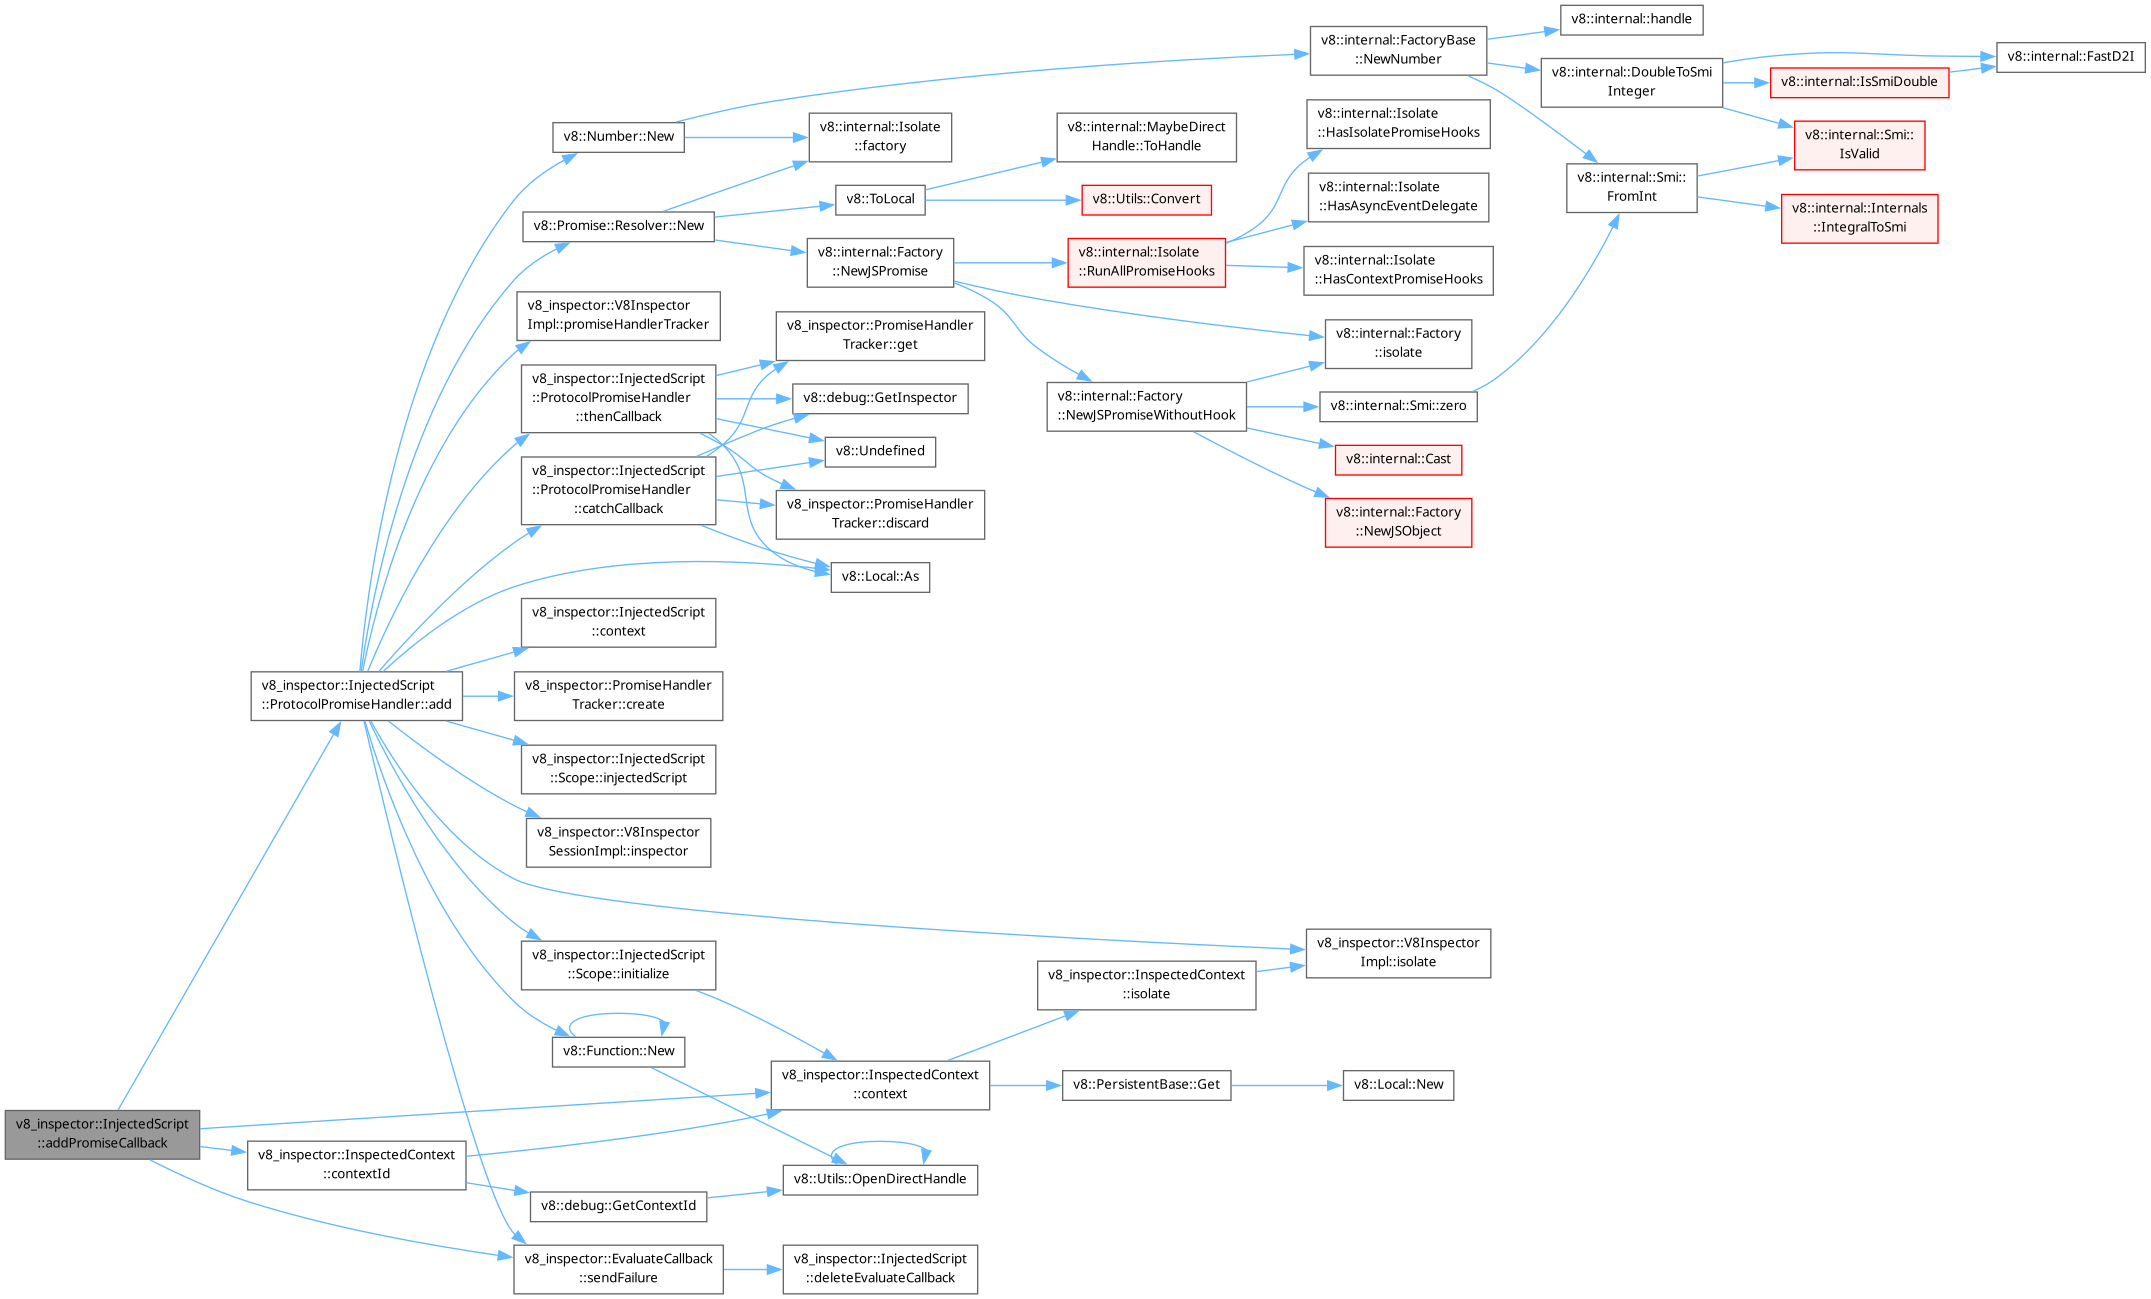 v8_inspector::InjectedScript
::addPromiseCallback
v8_inspector::InjectedScript
::ProtocolPromiseHandler::add
v8::Number::New
v8::internal::FactoryBase
::NewNumber
v8::internal::handle
v8::internal::DoubleToSmi
Integer
v8::internal::FastD2I
v8::internal::IsSmiDouble
v8::internal::Smi::
IsValid
v8::internal::Smi::
FromInt
v8::internal::Internals
::IntegralToSmi
v8::internal::Isolate
::factory
v8::Promise::Resolver::New
v8::ToLocal
v8::internal::MaybeDirect
Handle::ToHandle
v8::Utils::Convert
v8::internal::Factory
::NewJSPromise
v8::internal::Isolate
::RunAllPromiseHooks
v8::internal::Isolate
::HasIsolatePromiseHooks
v8::internal::Isolate
::HasAsyncEventDelegate
v8::internal::Isolate
::HasContextPromiseHooks
v8::internal::Factory
::isolate
v8::internal::Factory
::NewJSPromiseWithoutHook
v8::internal::Smi::zero
v8::internal::Cast
v8::internal::Factory
::NewJSObject
v8_inspector::V8Inspector
Impl::promiseHandlerTracker
v8_inspector::InjectedScript
::ProtocolPromiseHandler
::thenCallback
v8_inspector::PromiseHandler
Tracker::get
v8::debug::GetInspector
v8::Undefined
v8_inspector::InjectedScript
::ProtocolPromiseHandler
::catchCallback
v8_inspector::PromiseHandler
Tracker::discard
v8::Local::As
v8_inspector::InjectedScript
::context
v8_inspector::PromiseHandler
Tracker::create
v8_inspector::InjectedScript
::Scope::injectedScript
v8_inspector::V8Inspector
SessionImpl::inspector
v8_inspector::InjectedScript
::Scope::initialize
v8_inspector::V8Inspector
Impl::isolate
v8_inspector::InspectedContext
::isolate
v8::Function::New
v8_inspector::InspectedContext
::context
v8::PersistentBase::Get
v8::Local::New
v8_inspector::InspectedContext
::contextId
v8::Utils::OpenDirectHandle
v8::debug::GetContextId
v8_inspector::EvaluateCallback
::sendFailure
v8_inspector::InjectedScript
::deleteEvaluateCallback